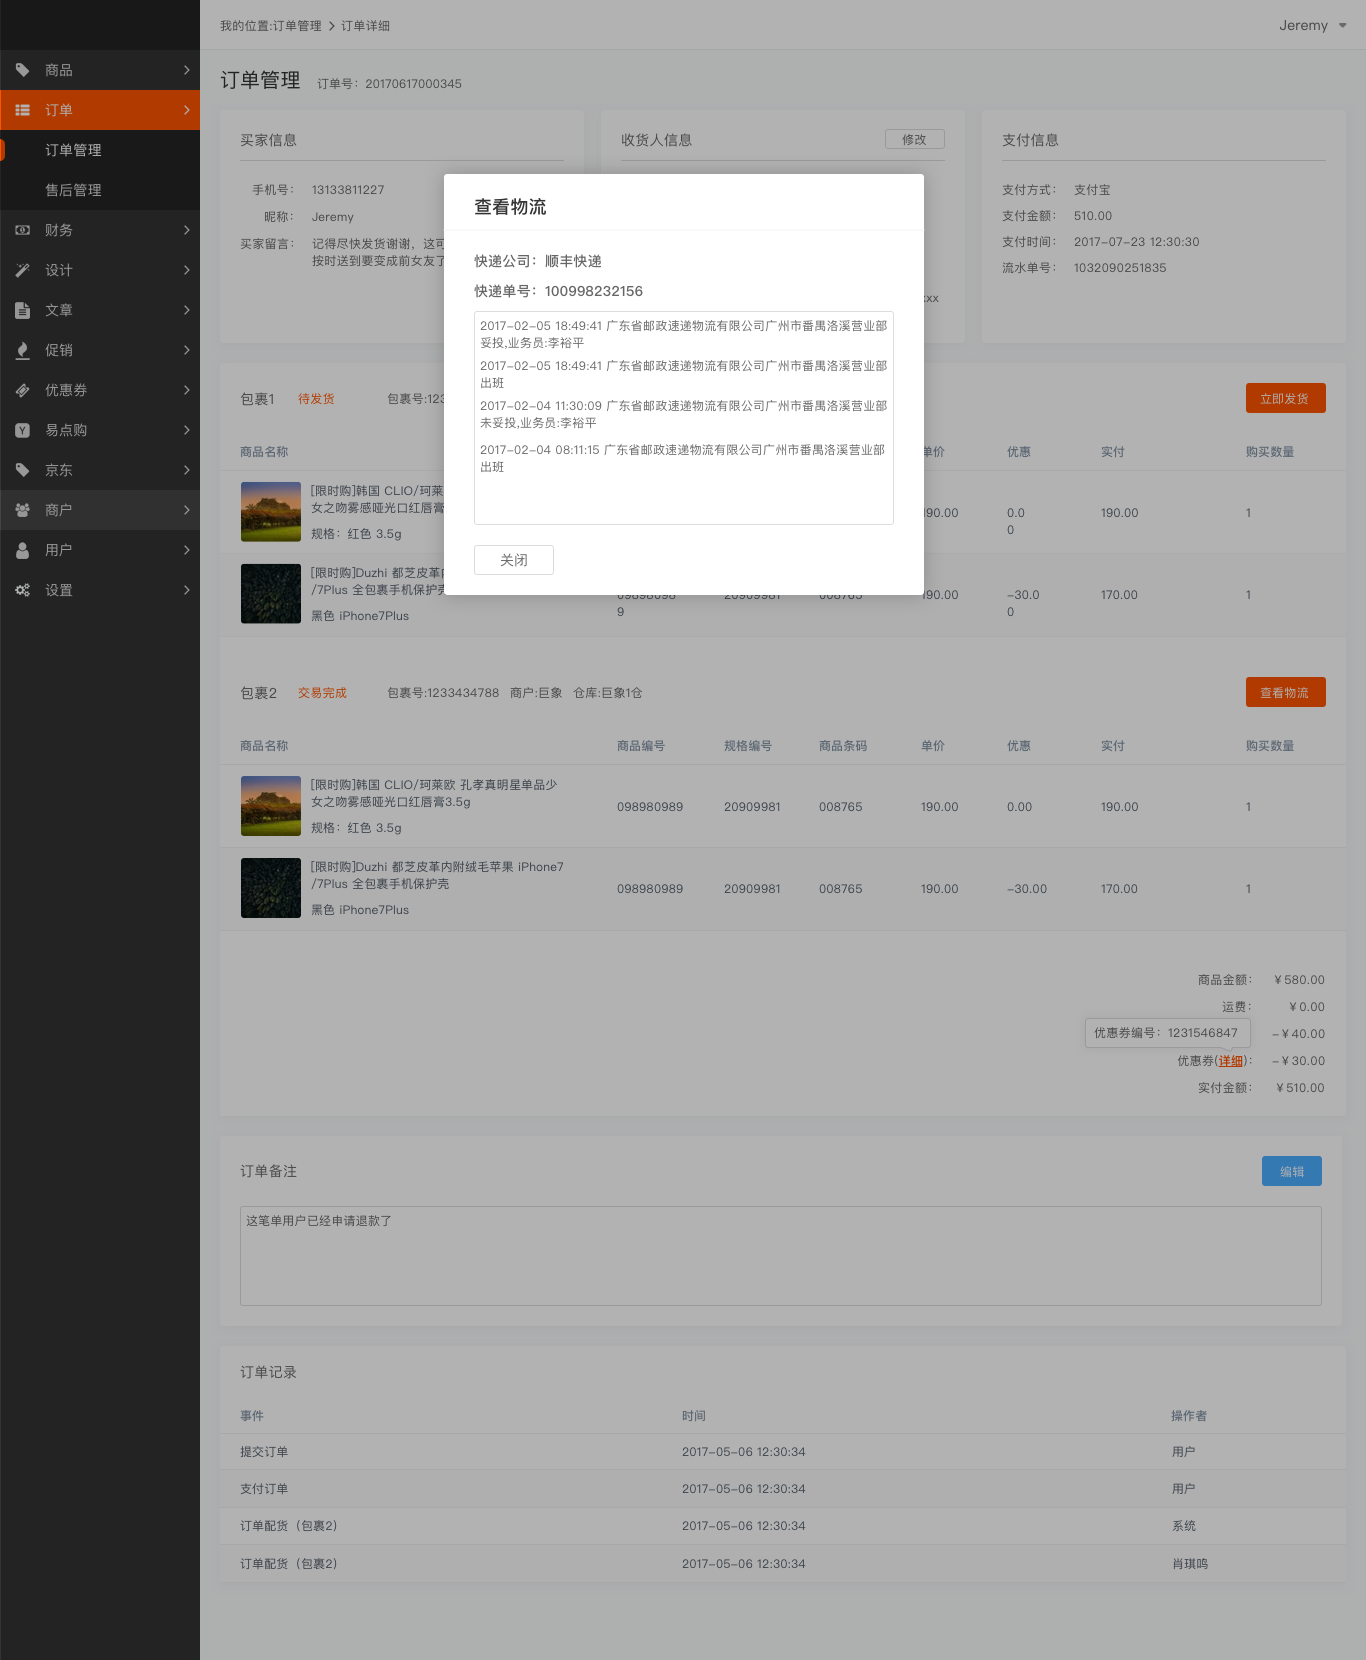 我的位置:订单管理 > 订单详细
Jeremy
商品
订单
订单管理
售后管理
财务
设计
文章
促销
优惠券
易点购
京东
商户
用户
设置
订单管理 订单号：20170617000345
买家信息
手机号： 13133811227
昵称： Jeremy
买家留言： 记得尽快发货谢谢，这可
按时送到要变成前女友了
收货人信息
修改
xx
支付信息
支付方式： 支付宝
支付金额： 510.00
支付时间： 2017-07-23 12:30:30
流水单号： 1032090251835
查看物流
快递公司：顺丰快递
快递单号：100998232156
2017-02-05 18:49:41 广东省邮政速递物流有限公司广州市番禺洛溪营业部
妥投,业务员:李裕平
2017-02-05 18:49:41 广东省邮政速递物流有限公司广州市番禺洛溪营业部
出班
2017-02-04 11:30:09 广东省邮政速递物流有限公司广州市番禺洛溪营业部
未妥投,业务员:李裕平
2017-02-04 08:11:15 广东省邮政速递物流有限公司广州市番禺洛溪营业部
出班
关闭
包裹1 待发货 包裹号:123 立即发货
商品名称 单价 优惠 实付 购买数量
[限时购]韩国 CLIO/珂莱
女之吻雾感哑光口红唇膏
规格：红色 3.5g
190.00 0.0 190.00 1
0
[限时购]Duzhi 都芝皮革内
/7Plus 全包裹手机保护壳
黑色 iPhone7Plus
09898098 20909981 008765 190.00 -30.0 170.00 1
9 0
包裹2 交易完成 包裹号:1233434788 商户:巨象 仓库:巨象1仓 查看物流
商品名称 商品编号 规格编号 商品条码 单价 优惠 实付 购买数量
[限时购]韩国 CLIO/珂莱欧 孔孝真明星单品少
女之吻雾感哑光口红唇膏3.5g
规格：红色 3.5g
098980989 20909981 008765 190.00 0.00 190.00 1
[限时购]Duzhi 都芝皮革内附绒毛苹果 iPhone7
/7Plus 全包裹手机保护壳
黑色 iPhone7Plus
098980989 20909981 008765 190.00 -30.00 170.00 1
商品金额： ¥580.00
运费： ¥0.00
优惠券编号：1231546847 -¥40.00
优惠券(详细)： -¥30.00
实付金额： ¥510.00
订单备注
编辑
这笔单用户已经申请退款了
订单记录
事件 时间 操作者
提交订单 2017-05-06 12:30:34 用户
支付订单 2017-05-06 12:30:34 用户
订单配货（包裹2） 2017-05-06 12:30:34 系统
订单配货（包裹2） 2017-05-06 12:30:34 肖琪鸣